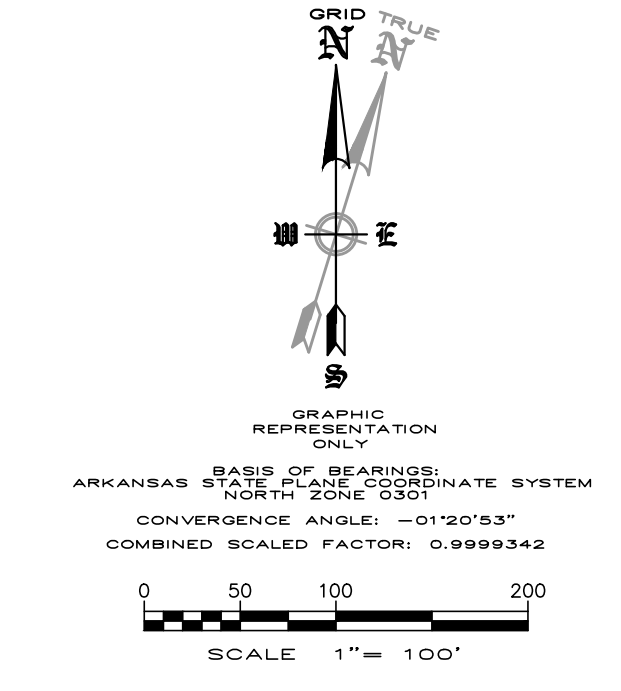 GRID TRUE
N N
W E
S
GRAPHIC
REPRESENTATION
ONLY
BASIS OF BEARINGS:
ARKANSAS STATE PLANE COORDINATE SYSTEM
NORTH ZONE 0301
CONVERGENCE ANGLE: -01°20'53"
COMBINED SCALED FACTOR: 0.9999342
0 50 100 200
SCALE 1"= 100'